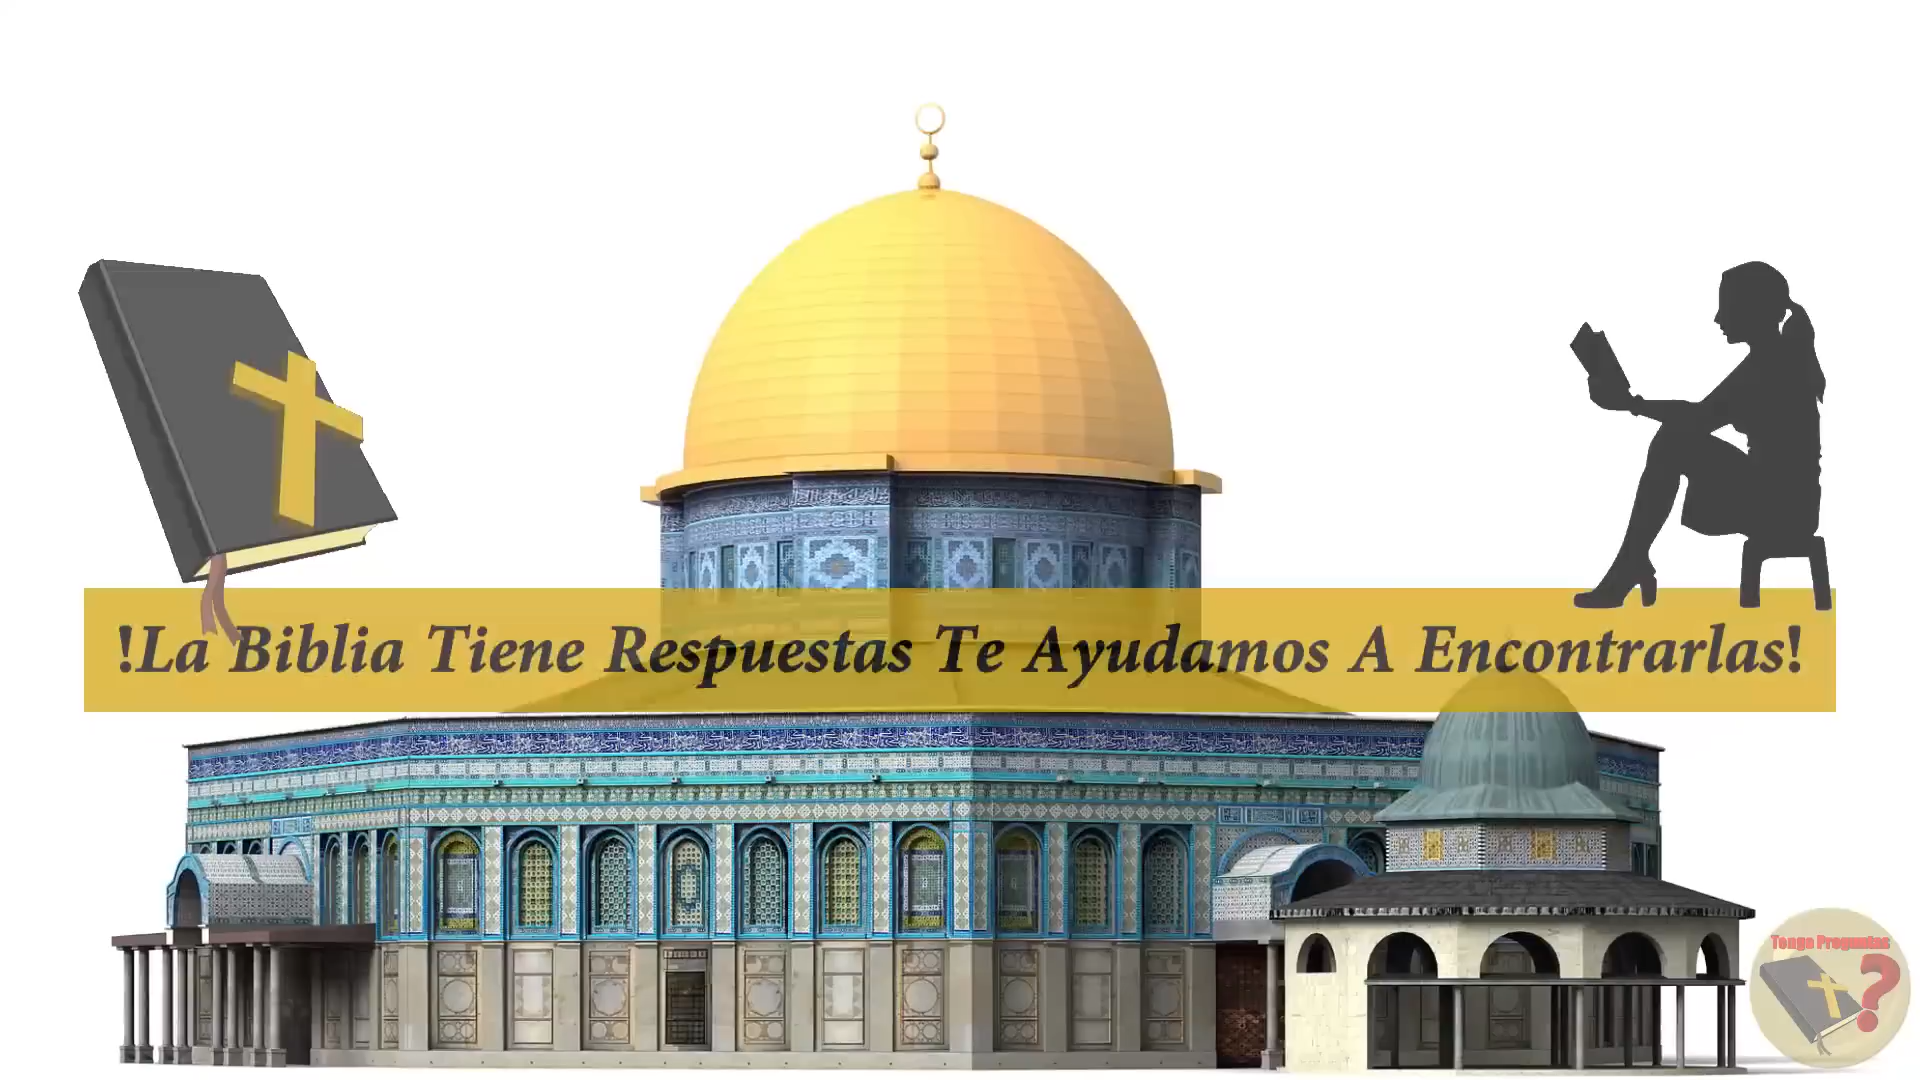 !La Biblia Tiene Respuestas Te Ayudamos A Encontrarlas!
Tengo Preguntas
?